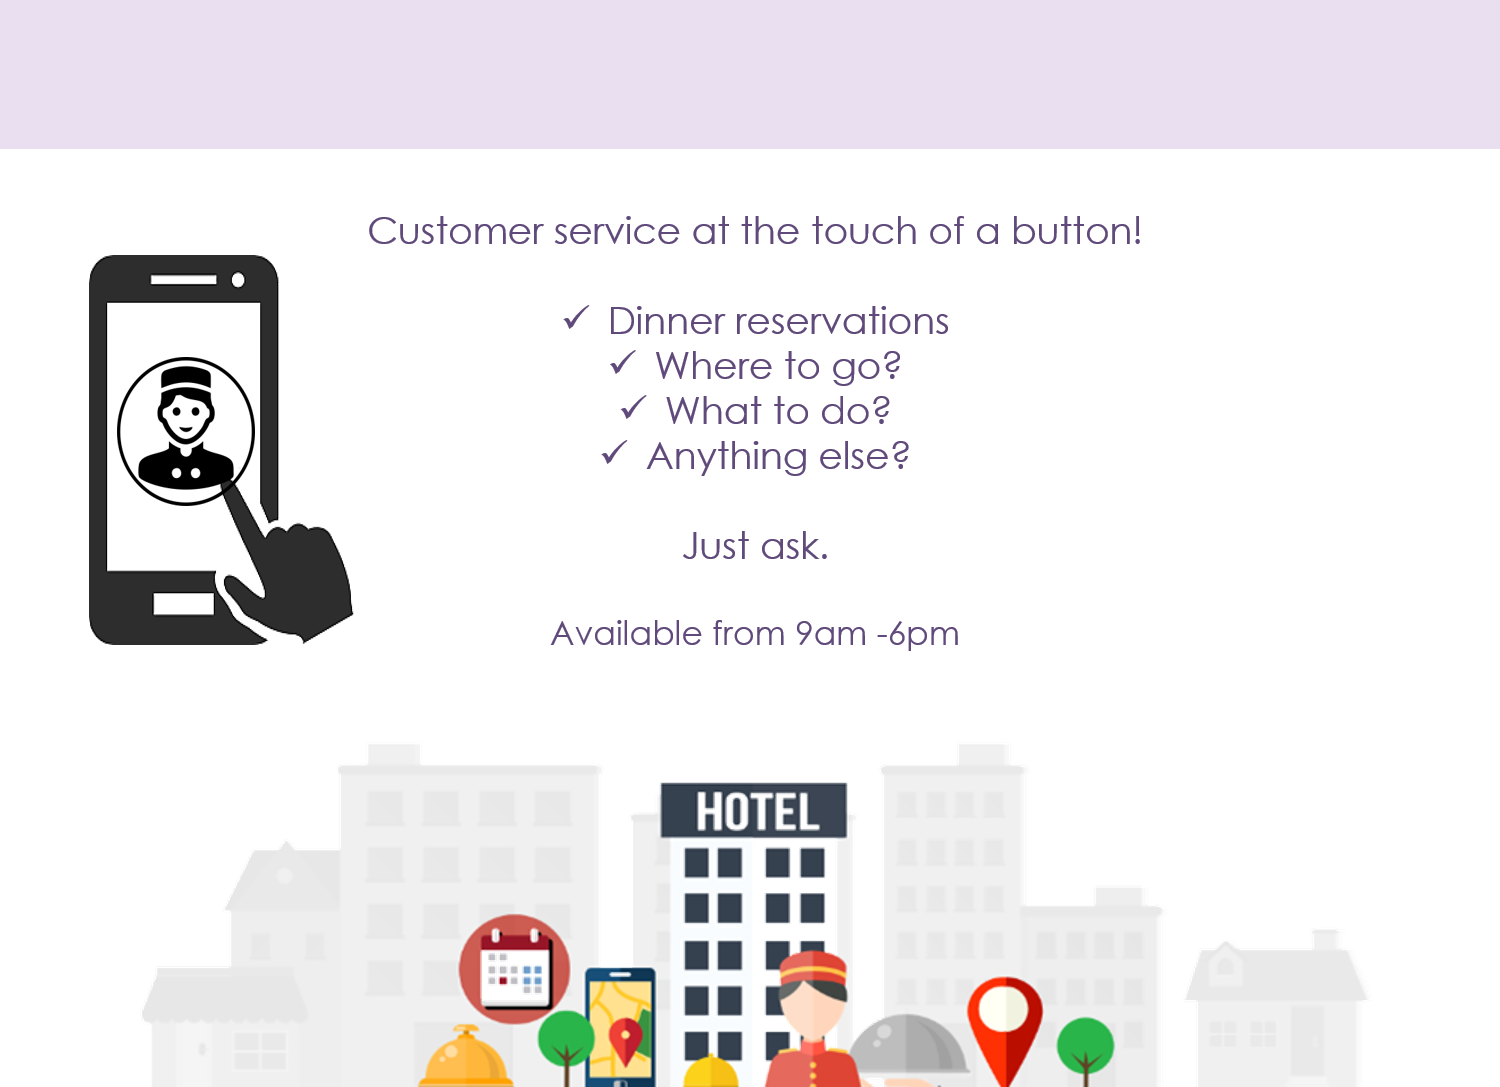 Customer service at the touch of a button!
✓ Dinner reservations
✓ Where to go?
✓ What to do?
✓ Anything else?
Just ask.
Available from 9am -6pm
HOTEL